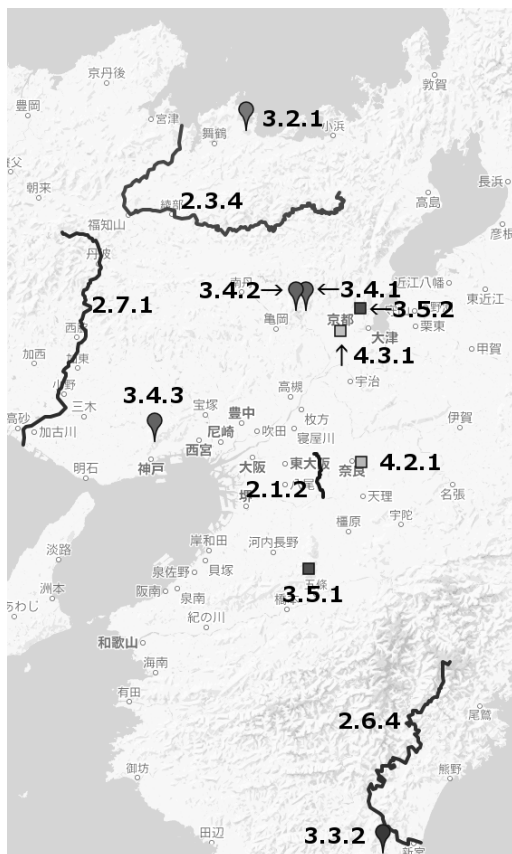 京丹後
敦賀
豊岡
宮津
3.2.1
小浜
舞鶴
長浜
朝来
綾部
2.3.4
高島
福知山
彦根
丹波
南丹
3.4.2→
←3.4.1
近江八幡
東近江
2.7.1
←3.5.2
亀岡
京都
栗東
大津
加西
加東
↑4.3.1
甲賀
宇治
小野
高槻
3.4.3
三木
宝塚
豊中
枚方
伊賀
高砂
加古川
尼崎
吹田
寝屋川
西宮
神戸
大阪
東大阪
奈良
4.2.1
明石
八尾
2.1.2
堺
天理
名張
橿原
宇陀
岸和田
河内長野
淡路
泉佐野
貝塚
洲本
阪南
泉南
五條
3.5.1
紀の川
和歌山
海南
有田
2.6.4
尾鷲
御坊
熊野
3.3.2
田辺
新宮